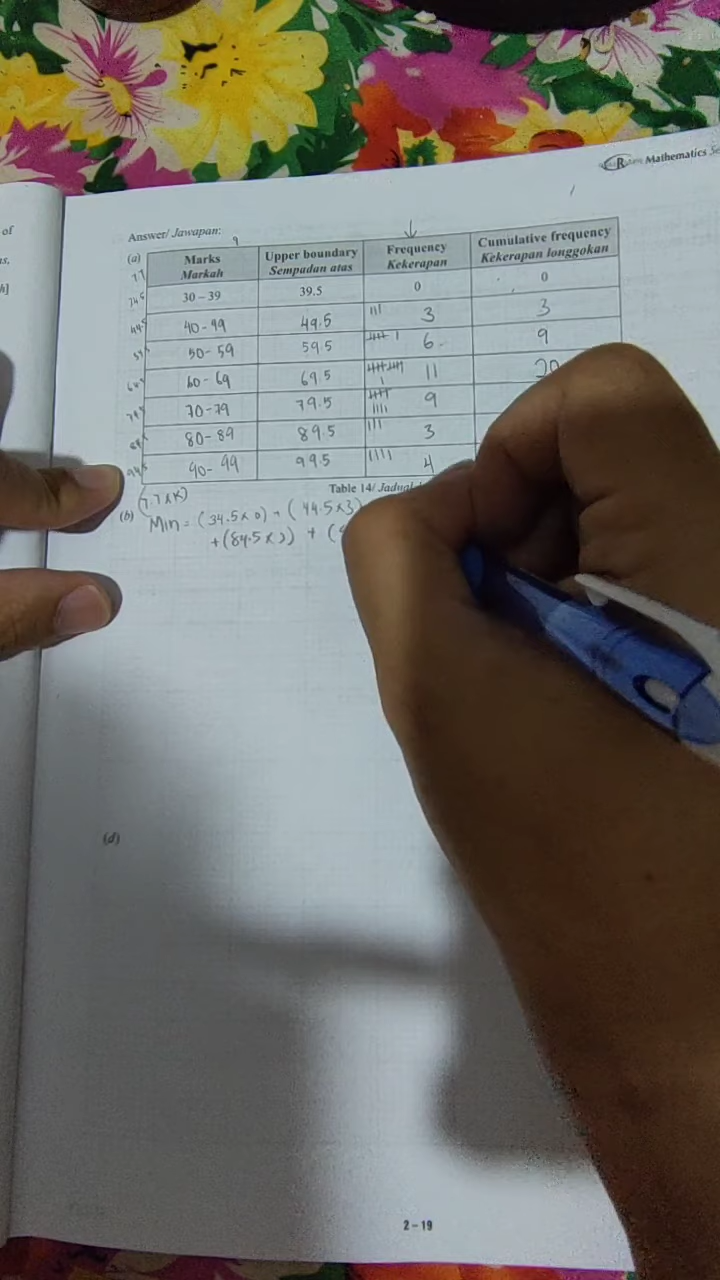 of
Mathematics
Answer/ Jawapan:
(a)
9
Marks Upper boundary Frequency Cumulative frequency
Markah Sempadan atas Kekerapan Kekerapan longgokan
30 – 39 39.5 0 0
40 - 49 49.5 3 3
50 - 59 59.5 6 9
60 - 69 69.5 11 20
70 - 79 79.5 9
80 - 89 89.5 3
90 - 99 99.5 4
Table 14/ Jadual
(b) Min = (34.5 x 0) + (44.5 x 3)
+ (84.5 x 3) + (
(d)
2 – 19